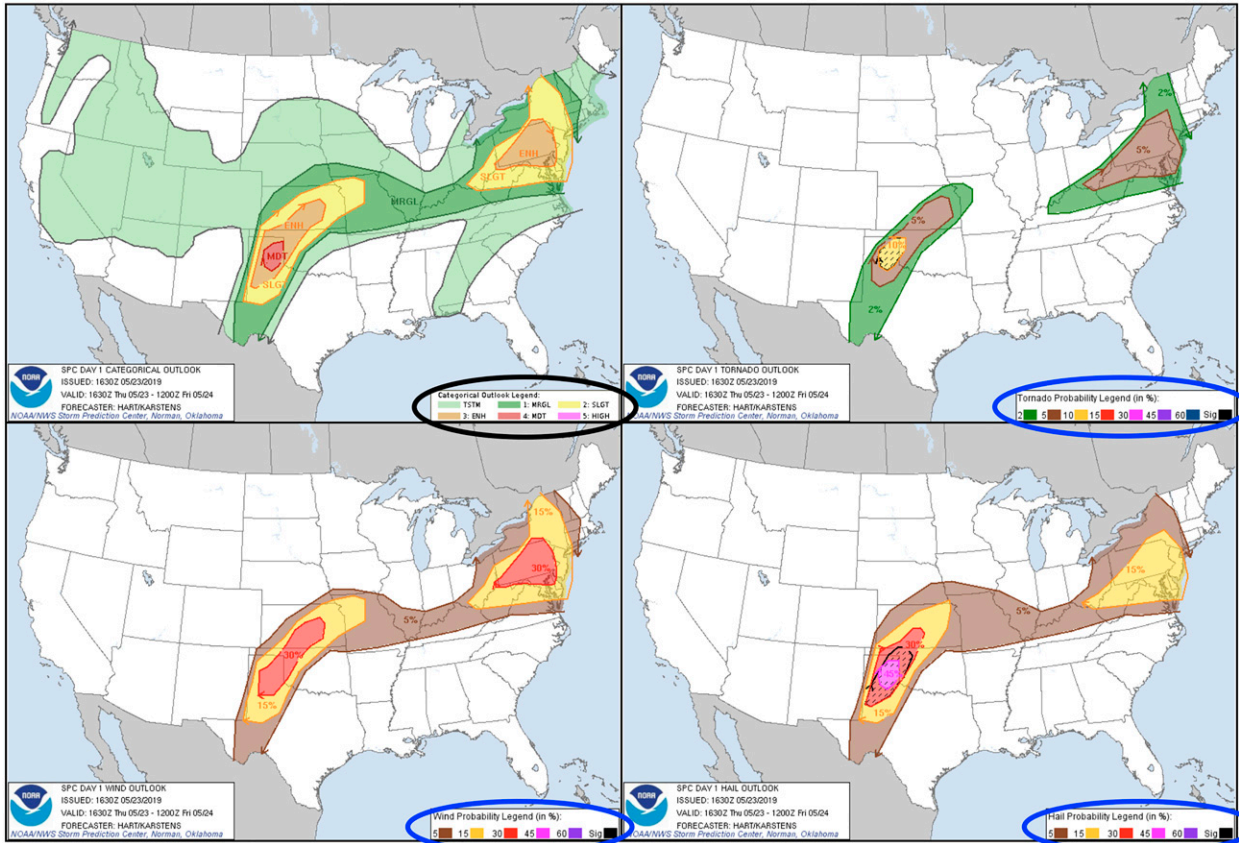 ENH
SLGT
MRGL
ENH
MDT
SLGT
NOAA
SPC DAY 1 CATEGORICAL OUTLOOK
ISSUED: 1630Z 05/23/2019
VALID: 1630Z Thu 05/23 - 1200Z Fri 05/24
FORECASTER: HART/KARSTENS
NOAA/NWS Storm Prediction Center, Norman, Oklahoma
Categorical Outlook Legend:
TSTM 1: MRGL 2: SLGT
3: ENH 4: MDT 5: HIGH
2%
5%
5%
10%
2%
NOAA
SPC DAY 1 TORNADO OUTLOOK
ISSUED: 1630Z 05/23/2019
VALID: 1630Z Thu 05/23 - 1200Z Fri 05/24
FORECASTER: HART/KARSTENS
NOAA/NWS Storm Prediction Center, Norman, Oklahoma
Tornado Probability Legend (in %):
2 5 10 15 30 45 60 Sig
15%
30%
5%
30%
15%
NOAA
SPC DAY 1 WIND OUTLOOK
ISSUED: 1630Z 05/23/2019
VALID: 1630Z Thu 05/23 - 1200Z Fri 05/24
FORECASTER: HART/KARSTENS
NOAA/NWS Storm Prediction Center, Norman, Oklahoma
Wind Probability Legend (in %):
5 15 30 45 60 Sig
15%
5%
30%
45%
15%
NOAA
SPC DAY 1 HAIL OUTLOOK
ISSUED: 1630Z 05/23/2019
VALID: 1630Z Thu 05/23 - 1200Z Fri 05/24
FORECASTER: HART/KARSTENS
NOAA/NWS Storm Prediction Center, Norman, Oklahoma
Hail Probability Legend (in %):
5 15 30 45 60 Sig